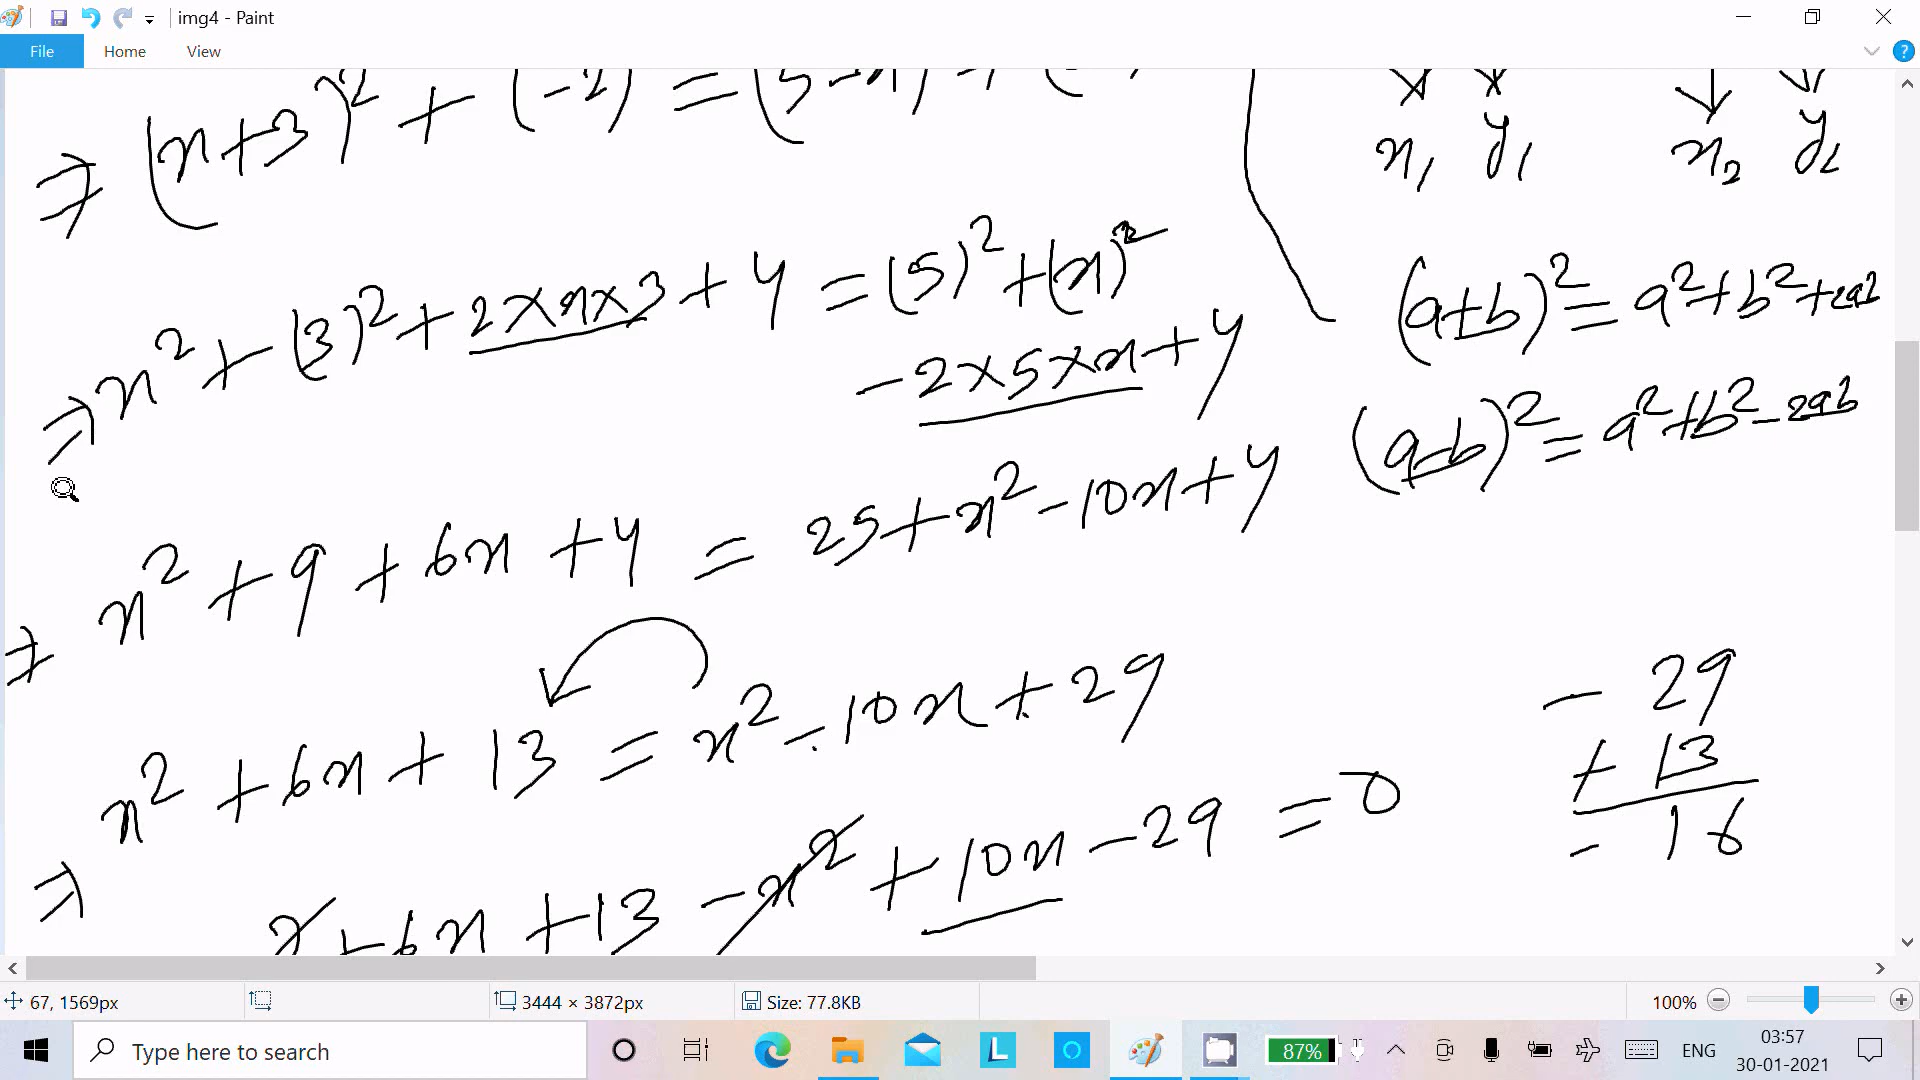 img4 - Paint
File Home View
⇒ (x+3)² + (-2) = (5-x)
x₁ y₁ x₂ y₂
⇒ x² + (3)² + 2×x×3 + 4 = (5)² + (x)²
- 2×5×x + 4
(a+b)² = a²+b²+2ab
(a-b)² = a²+b²-2ab
x² + 9 + 6x + 4 = 25 + x² - 10x + 4
⇒ x² + 6x + 13 = x² - 10x + 29
- 29
+ 13
- 16
⇒ x² + 6x + 13 - x² + 10x - 29 = 0
67, 1569px 3444 × 3872px Size: 77.8KB 100%
Type here to search 87% ENG 03:57
30-01-2021